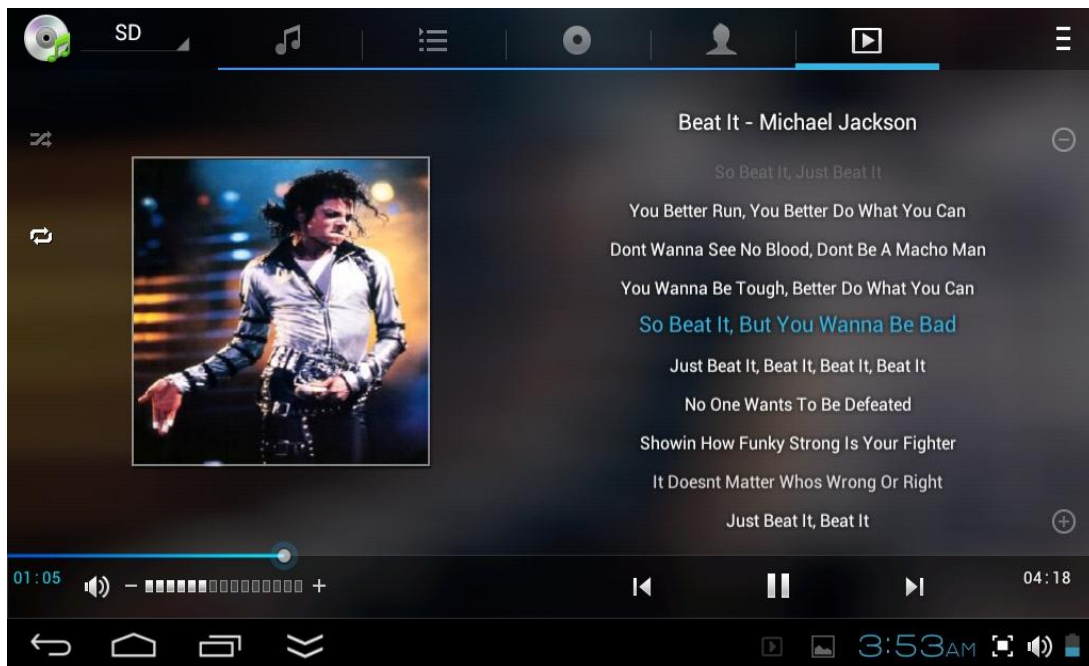 SD
Beat It - Michael Jackson
So Beat It, Just Beat It
You Better Run, You Better Do What You Can
Dont Wanna See No Blood, Dont Be A Macho Man
You Wanna Be Tough, Better Do What You Can
So Beat It, But You Wanna Be Bad
Just Beat It, Beat It, Beat It, Beat It
No One Wants To Be Defeated
Showin How Funky Strong Is Your Fighter
It Doesnt Matter Whos Wrong Or Right
Just Beat It, Beat It
01:05
04:18
3:53AM